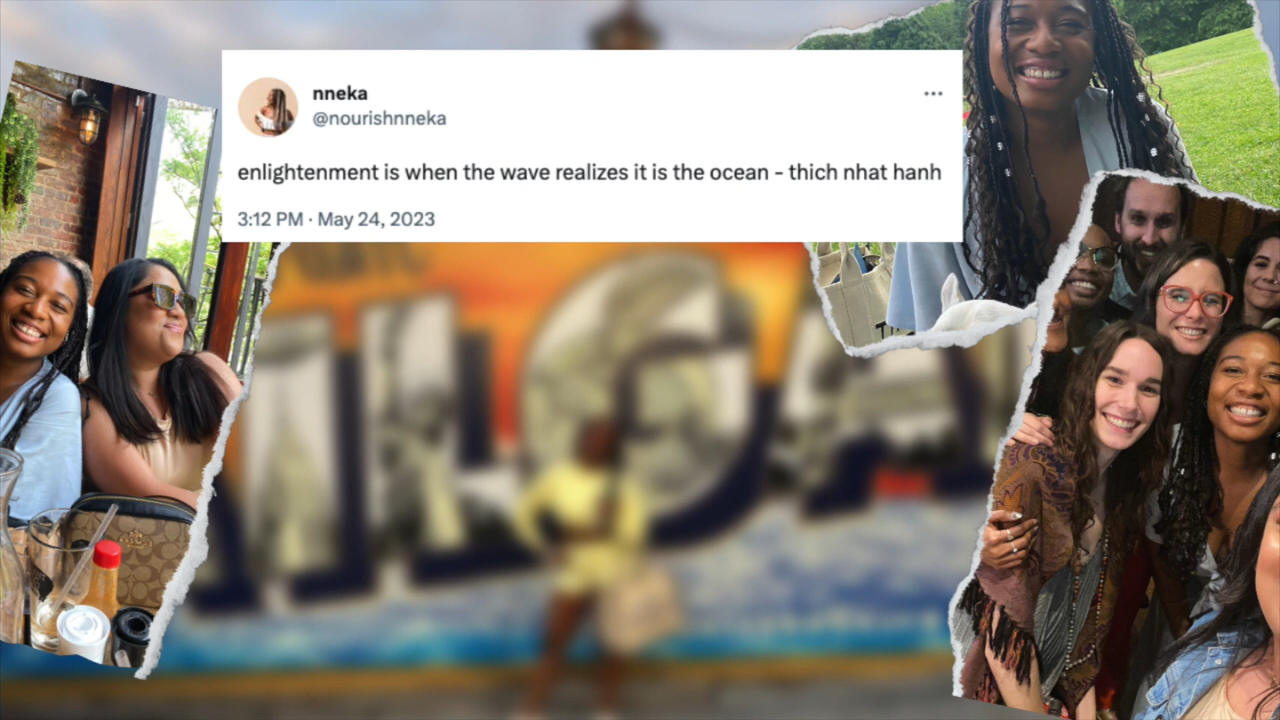 nneka
@nourishnneka
enlightenment is when the wave realizes it is the ocean - thich nhat hanh
3:12 PM · May 24, 2023